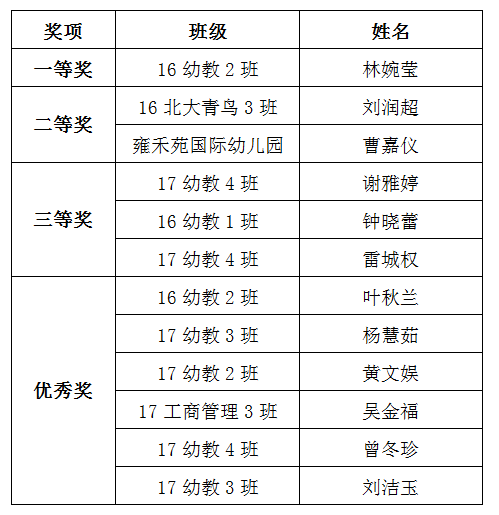 奖项 班级 姓名
一等奖 16 幼教 2 班 林婉莹
二等奖 16 北大青鸟 3 班 刘润超
雍禾苑国际幼儿园 曹嘉仪
三等奖 17 幼教 4 班 谢雅婷
16 幼教 1 班 钟晓蕾
17 幼教 4 班 雷城权
优秀奖 16 幼教 2 班 叶秋兰
17 幼教 3 班 杨慧茹
17 幼教 2 班 黄文娱
17 工商管理 3 班 吴金福
17 幼教 4 班 曾冬珍
17 幼教 3 班 刘洁玉